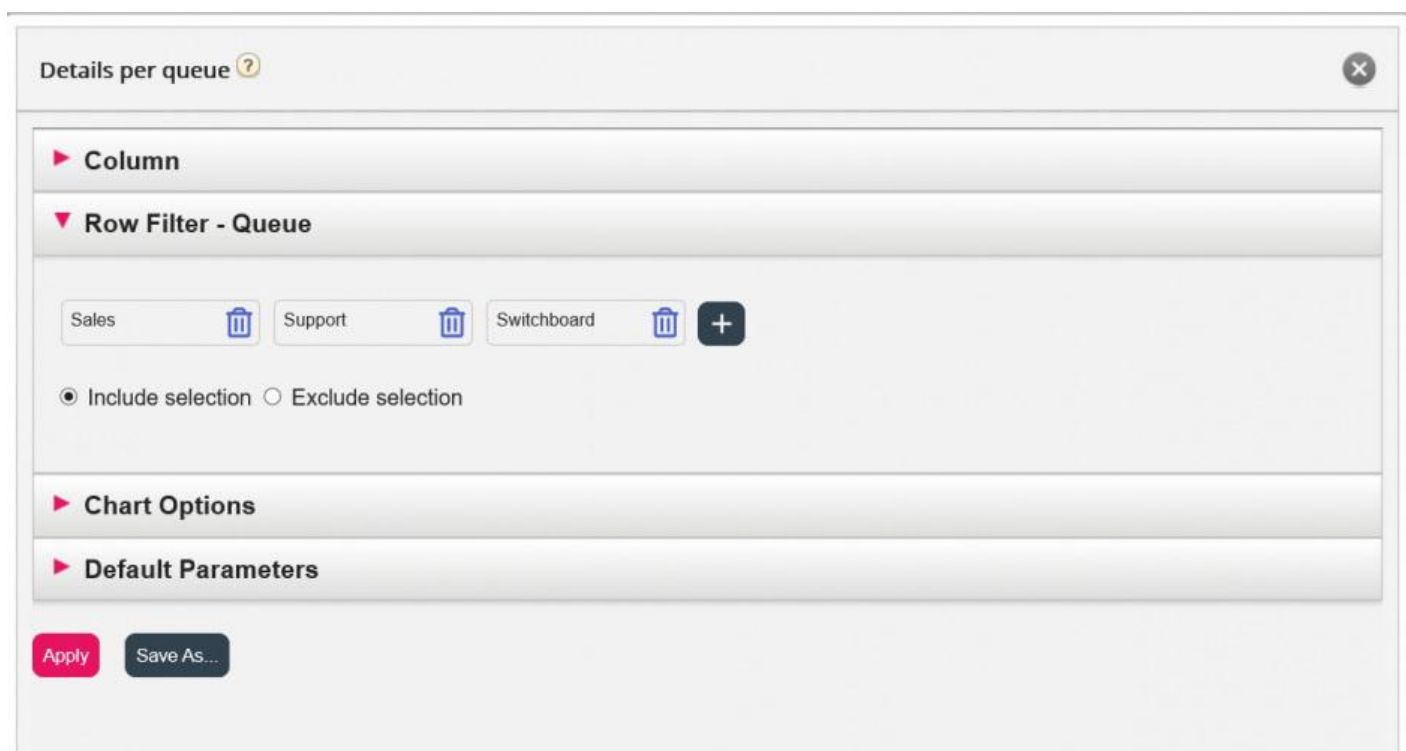 Details per queue ?
Column
Row Filter - Queue
Sales Support Switchboard +
Include selection Exclude selection
Chart Options
Default Parameters
Apply Save As...